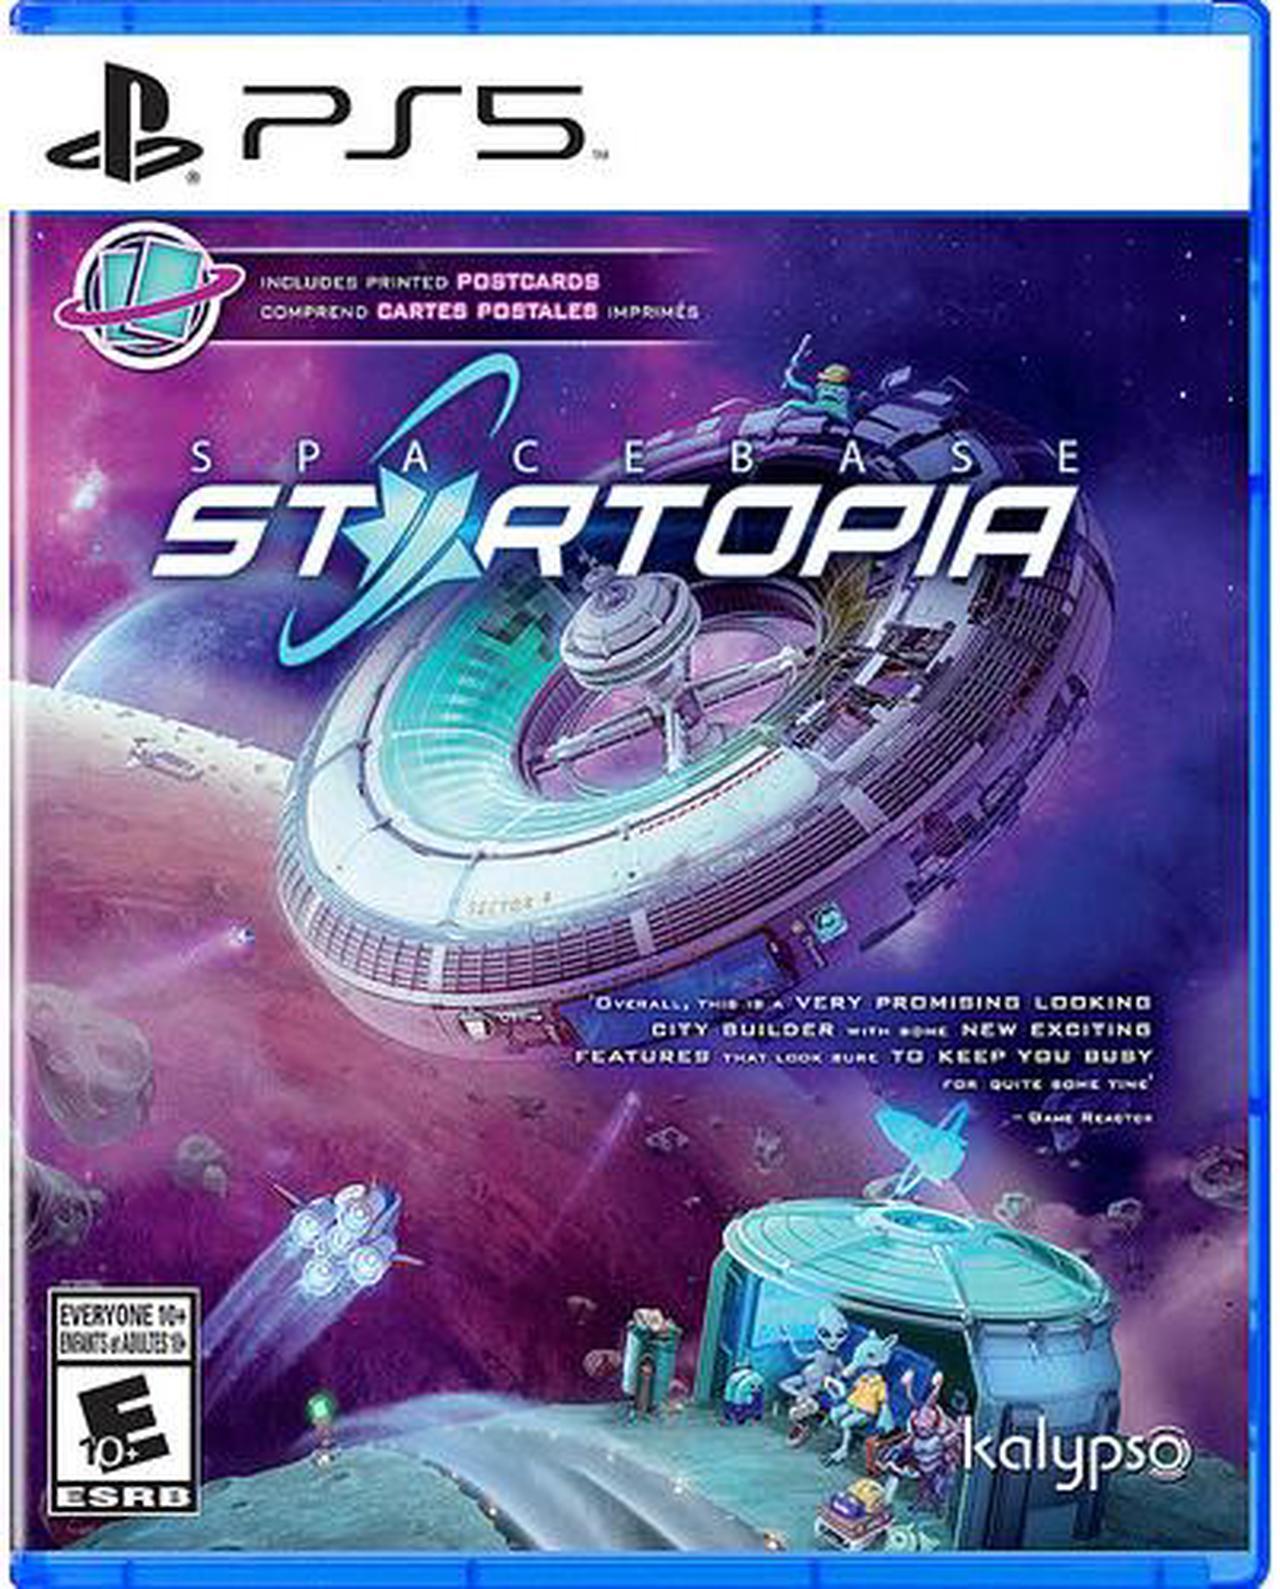 PS5
INCLUDES PRINTED POSTCARDS
COMPREND CARTES POSTALES IMPRIMÉS
SPACEBASE
STARTOPIA
SECTOR
"OVERALL, THIS IS A VERY PROMISING LOOKING
CITY BUILDER WITH SOME NEW EXCITING
FEATURES THAT LOOK SURE TO KEEP YOU BUSY
FOR QUITE SOME TIME"
- GAME REACTOR
EVERYONE 10+
ENFANTS et ADULTES 10+
E
10+
ESRB
kalypso